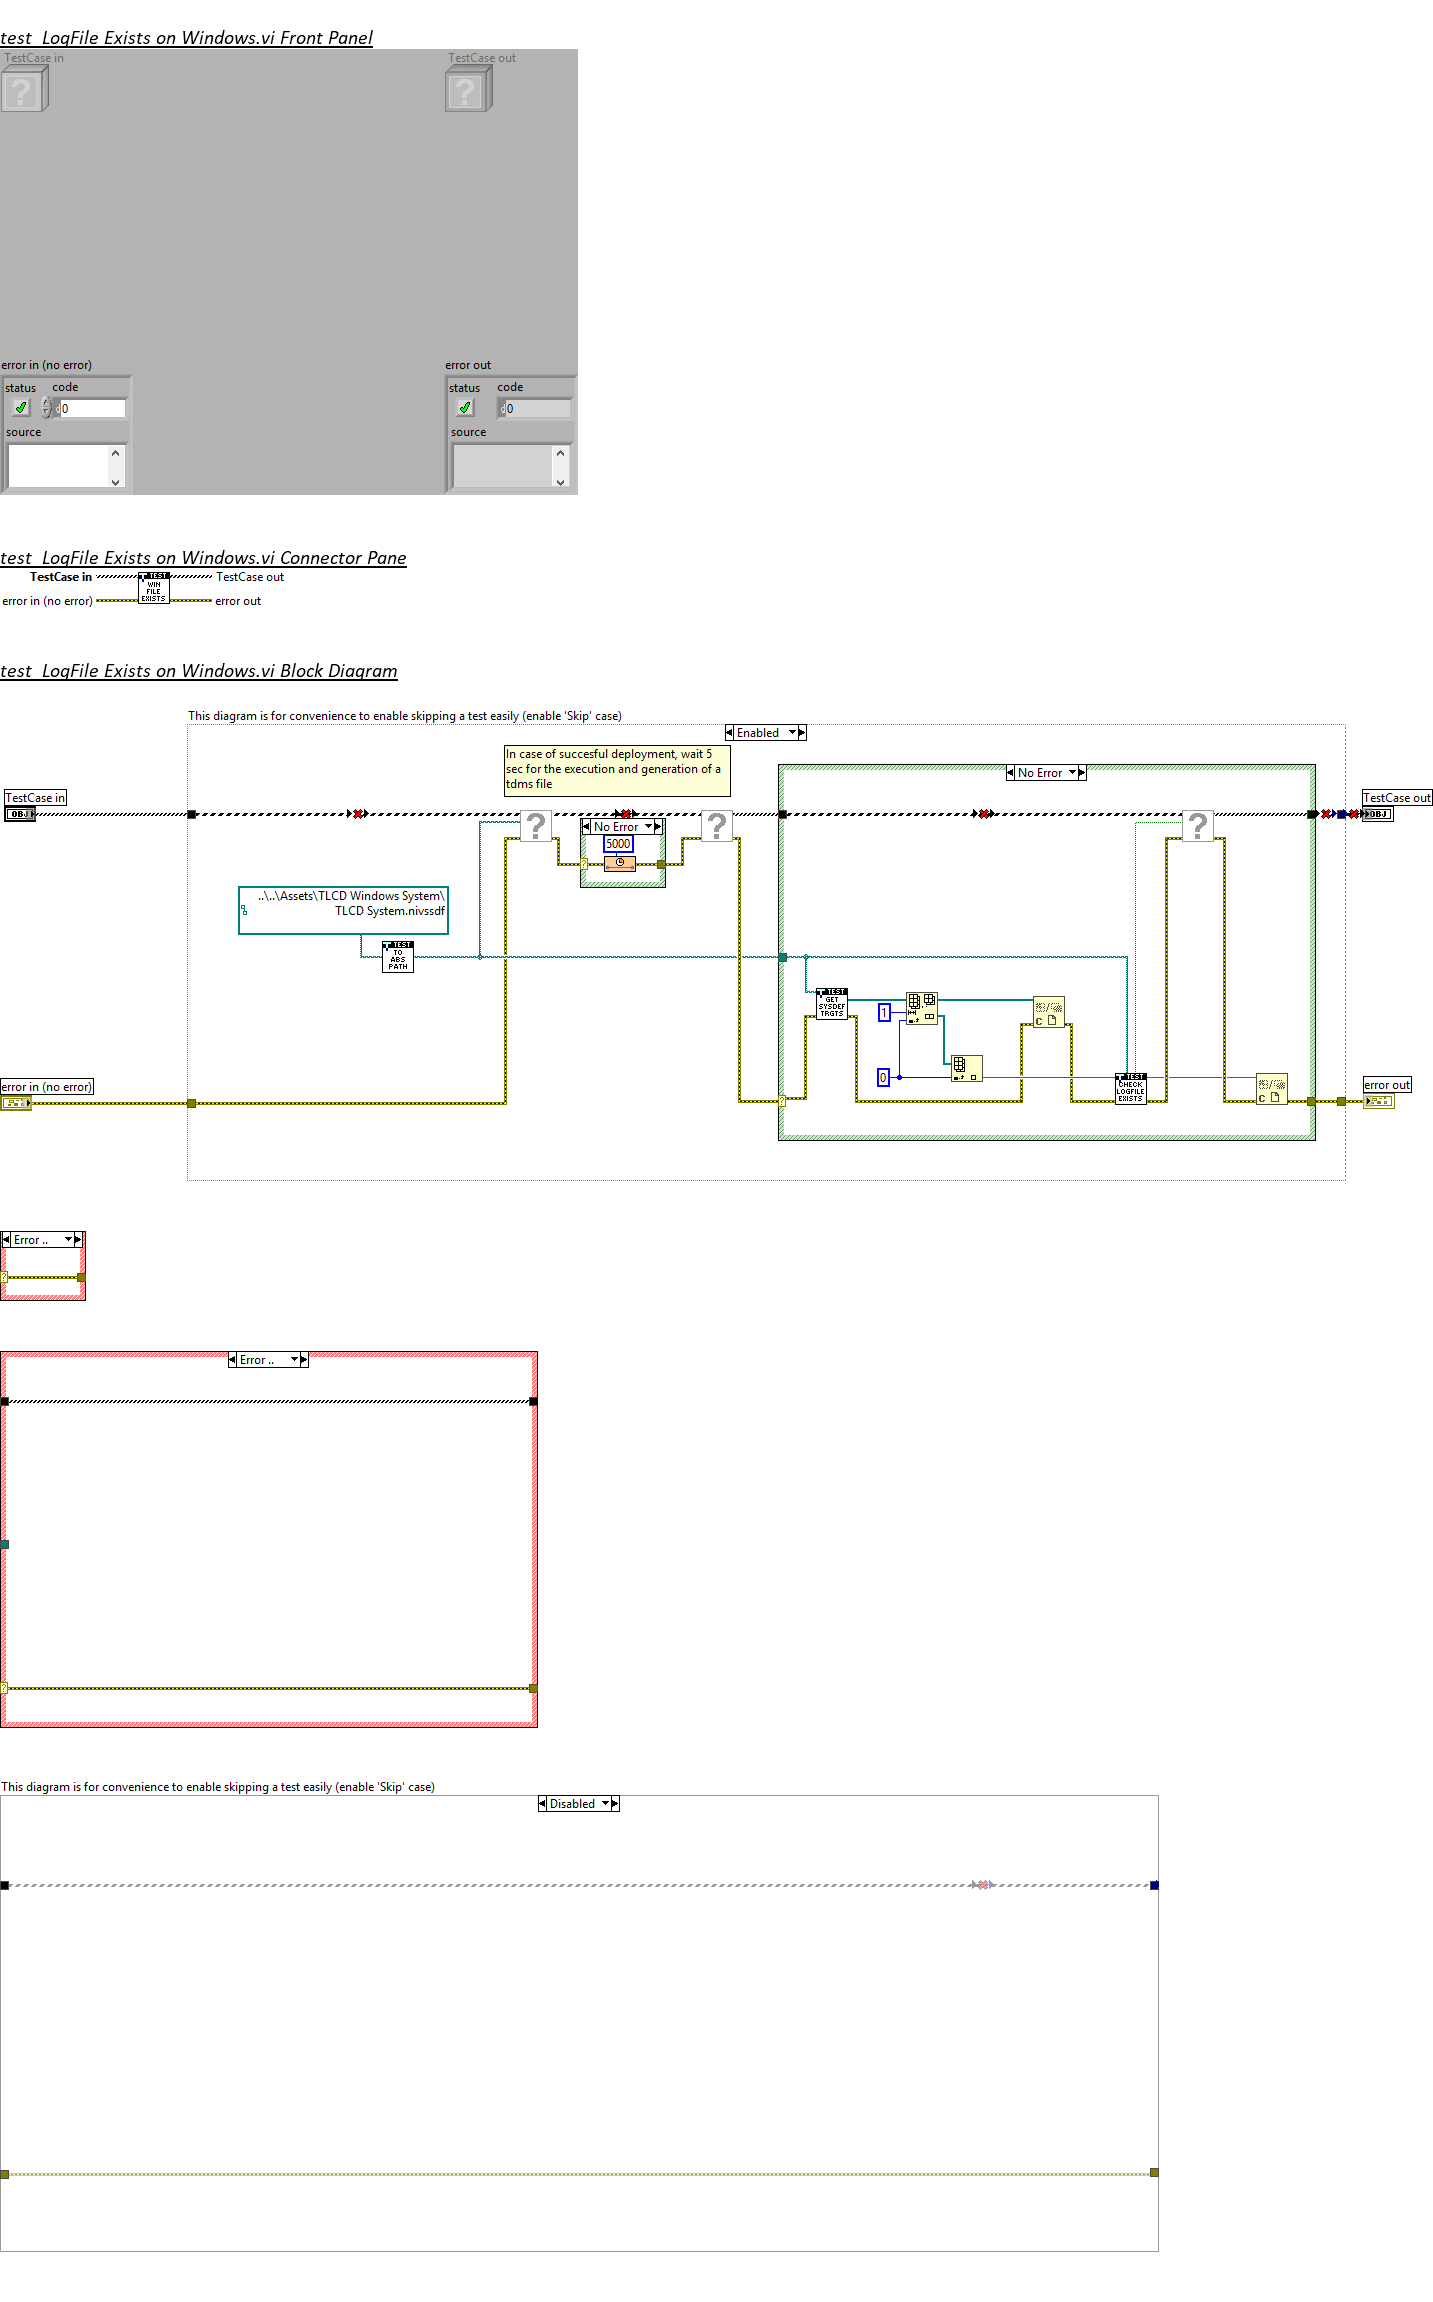 test_LogFile Exists on Windows.vi Front Panel
TestCase in
TestCase out
?
?
error in (no error)
error out
status code
status code
d0
d0
source
source
test_LogFile Exists on Windows.vi Connector Pane
TestCase in
TestCase out
TEST
WIN
FILE
EXISTS
error in (no error)
error out
test_LogFile Exists on Windows.vi Block Diagram
This diagram is for convenience to enable skipping a test easily (enable 'Skip' case)
Enabled
In case of succesful deployment, wait 5
sec for the execution and generation of a
tdms file
No Error
TestCase in
OBJ
TestCase out
OBJ
?
No Error
5000
?
?
?
..\..\Assets\TLCD Windows System\
TLCD System.nivssdf
TEST
TO
ABS
PATH
TEST
GET
SYSDEF
TRGTS
1
C
0
TEST
CHECK
LOGFILE
EXISTS
C
error in (no error)
?
error out
Error ..
?
Error ..
?
This diagram is for convenience to enable skipping a test easily (enable 'Skip' case)
Disabled